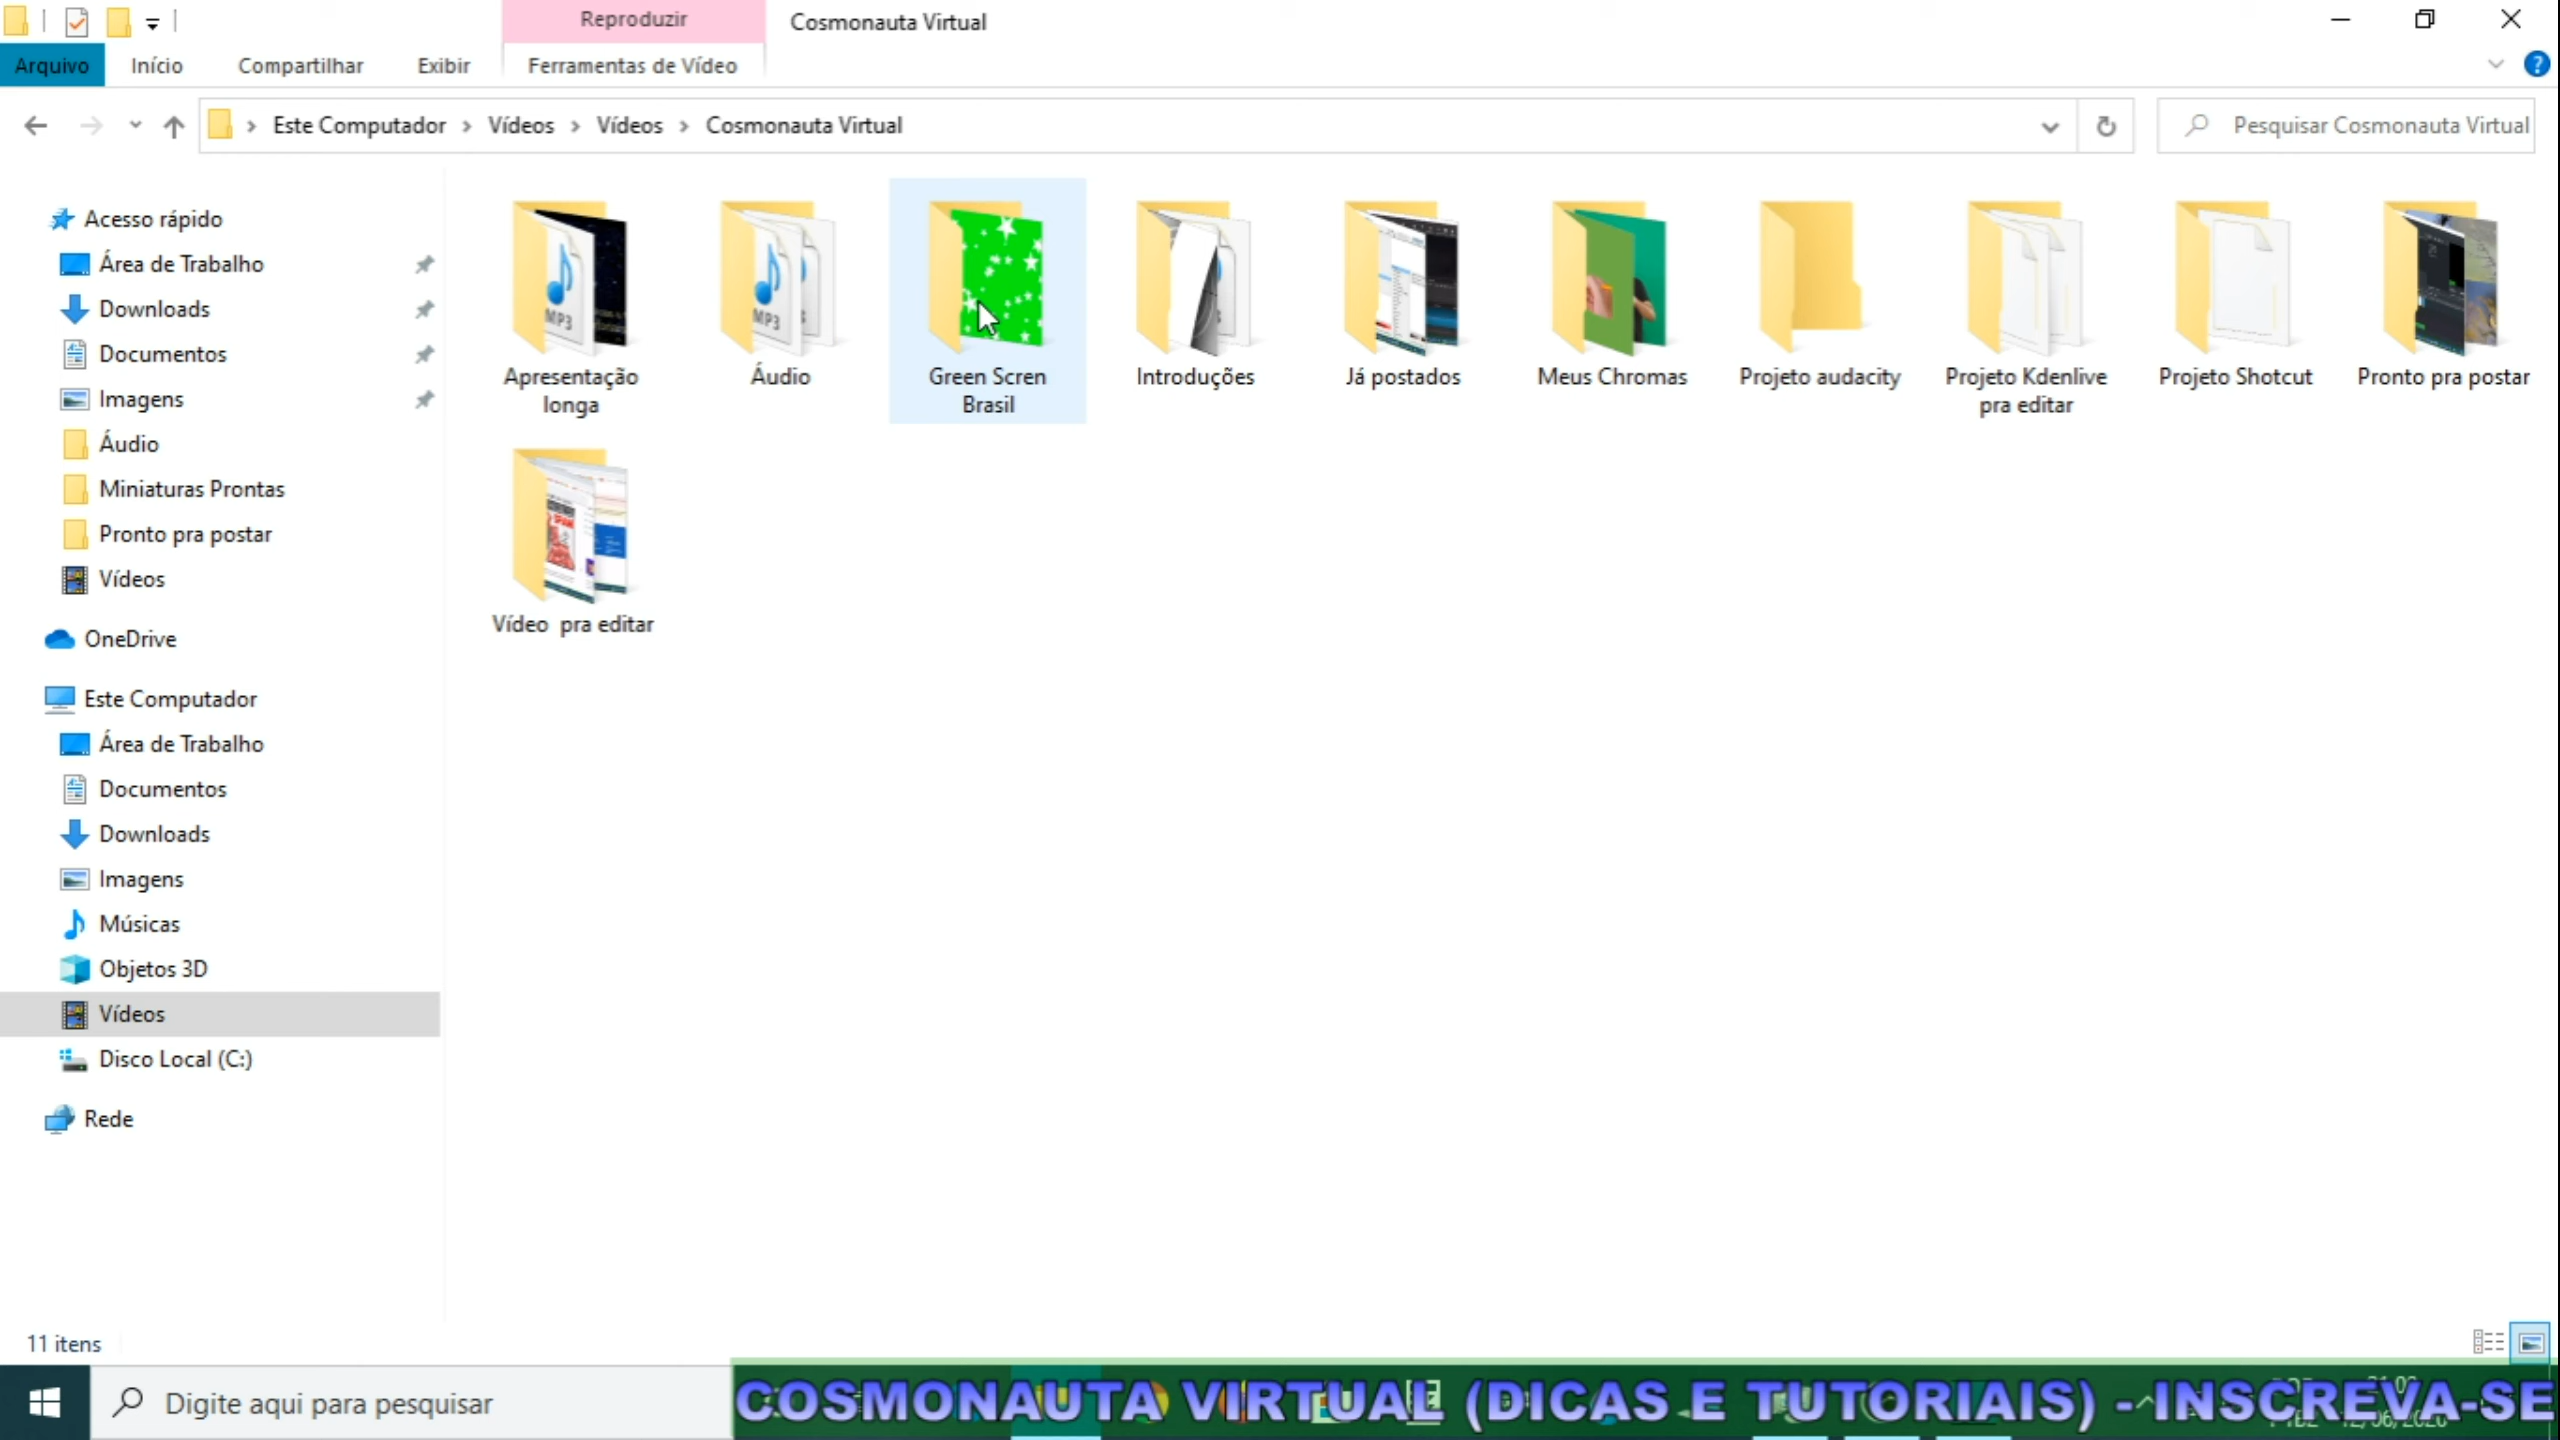 Reproduzir
Cosmonauta Virtual
Arquivo
Início
Compartilhar
Exibir
Ferramentas de Vídeo
Este Computador > Vídeos > Vídeos > Cosmonauta Virtual
Pesquisar Cosmonauta Virtual
Acesso rápido
Área de Trabalho
Downloads
Documentos
Imagens
Áudio
Miniaturas Prontas
Pronto pra postar
Vídeos
OneDrive
Este Computador
Área de Trabalho
Documentos
Downloads
Imagens
Músicas
Objetos 3D
Vídeos
Disco Local (C:)
Rede
MP3
Apresentação
longa
MP3
Áudio
Green Scren
Brasil
Introduções
Já postados
Meus Chromas
Projeto audacity
Projeto Kdenlive
pra editar
Projeto Shotcut
Pronto pra postar
Vídeo  pra editar
11 itens
Digite aqui para pesquisar
COSMONAUTA VIRTUAL (DICAS E TUTORIAIS) - INSCREVA-SE